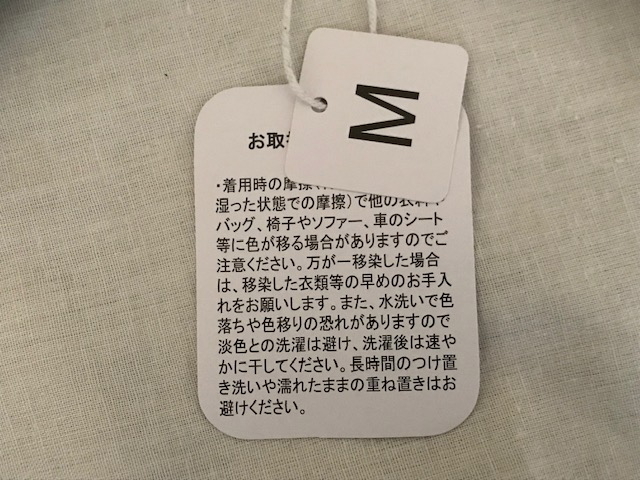 M
お取
・着用時の摩擦
湿った状態での摩擦）で他の衣料や
バッグ、椅子やソファー、車のシート
等に色が移る場合がありますのでご
注意ください。万が一移染した場合
は、移染した衣類等の早めのお手入
れをお願いします。また、水洗いで色
落ちや色移りの恐れがありますので
淡色との洗濯は避け、洗濯後は速や
かに干してください。長時間のつけ置
き洗いや濡れたままの重ね置きはお
避けください。